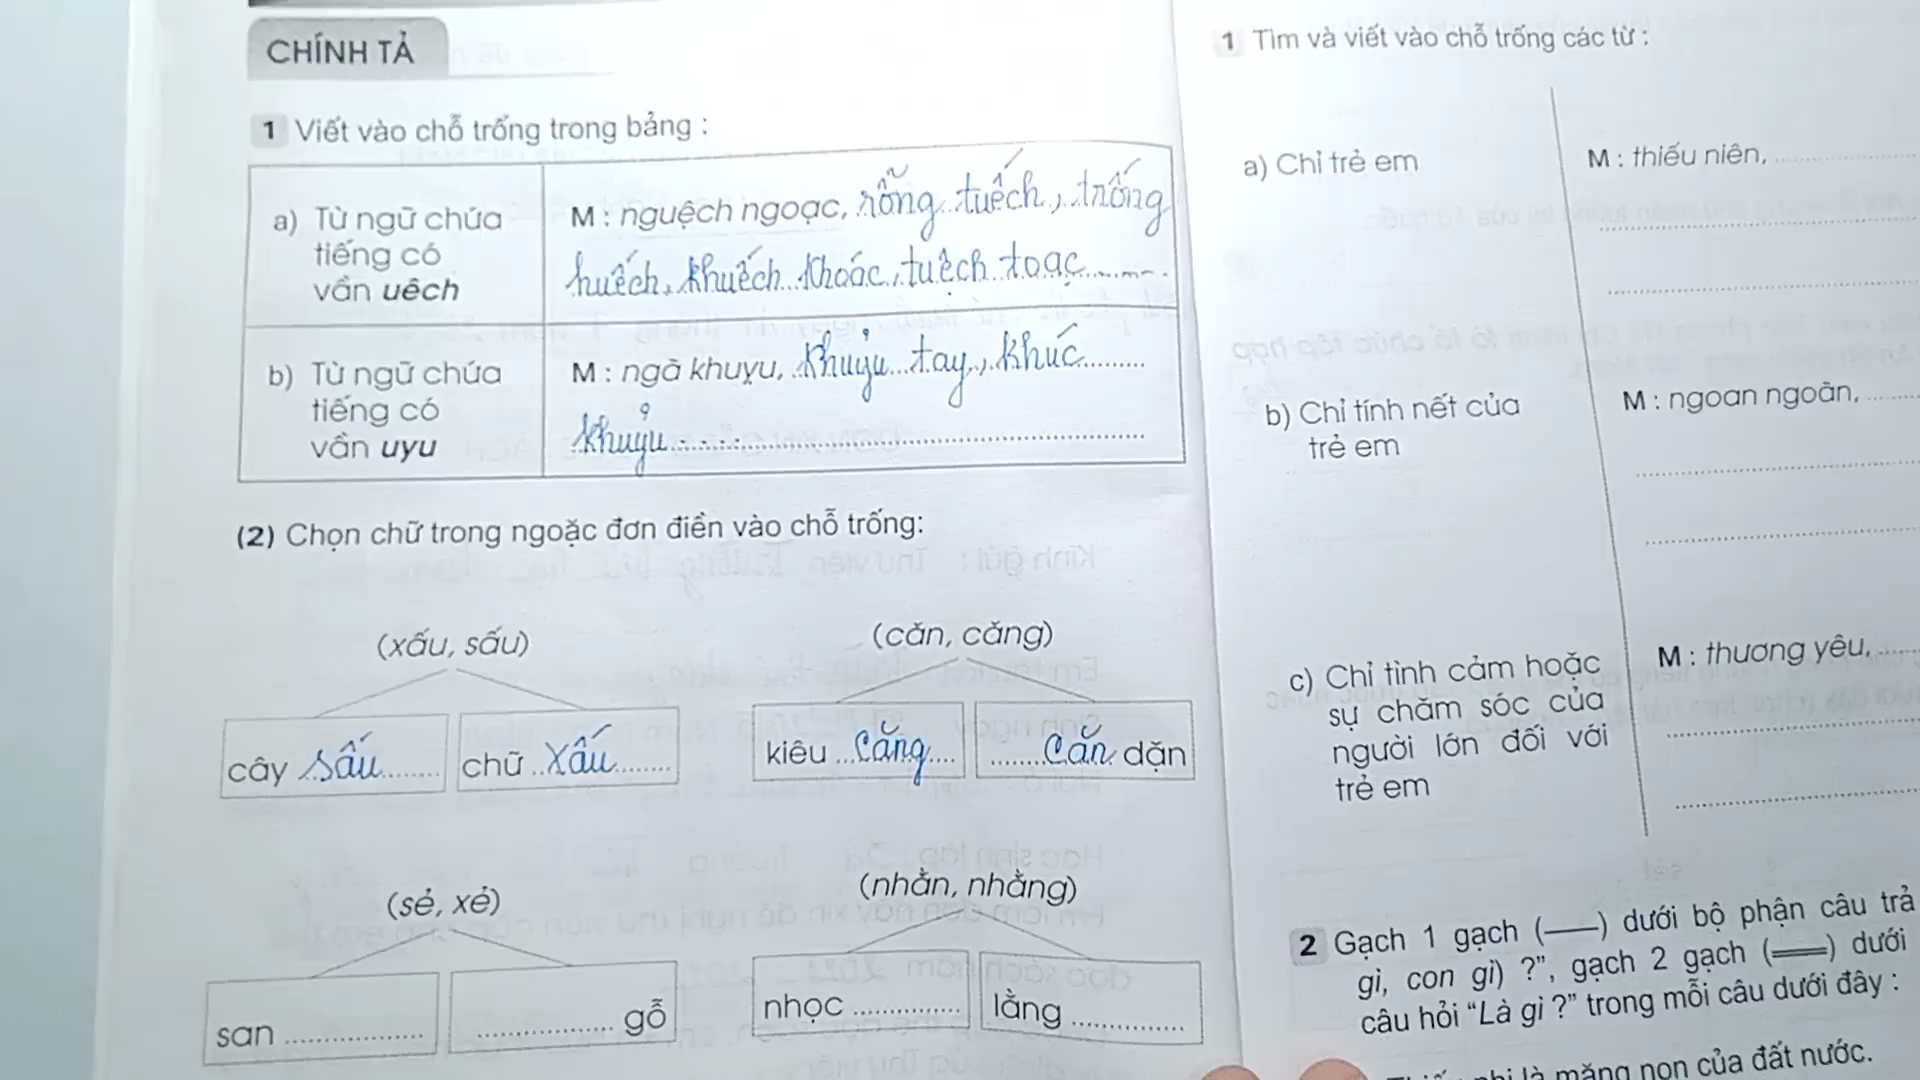 CHÍNH TẢ
1 Viết vào chỗ trống trong bảng :
a) Từ ngữ chứa
tiếng có
vần uêch
M : nguệch ngoạc, rỗng tuếch, trống
huếch, khuếch khoác, tuệch toạc
b) Từ ngữ chứa
tiếng có
vần uyu
M : ngã khuỵu, khuỷu tay, khúc
khuỷu
(2) Chọn chữ trong ngoặc đơn điền vào chỗ trống:
(xấu, sấu)
(căn, căng)
cây sấu
chữ xấu
kiêu căng
căn dặn
(sẻ, xẻ)
(nhằn, nhằng)
san
gỗ
nhọc
lằng
1 Tìm và viết vào chỗ trống các từ :
a) Chỉ trẻ em
M : thiếu niên,
b) Chỉ tính nết của
trẻ em
M : ngoan ngoãn,
c) Chỉ tình cảm hoặc
sự chăm sóc của
người lớn đối với
trẻ em
M : thương yêu,
2 Gạch 1 gạch (—) dưới bộ phận câu trả
gì, con gì) ?", gạch 2 gạch (=) dưới
câu hỏi "Là gì ?" trong mỗi câu dưới đây :
là măng non của đất nước.